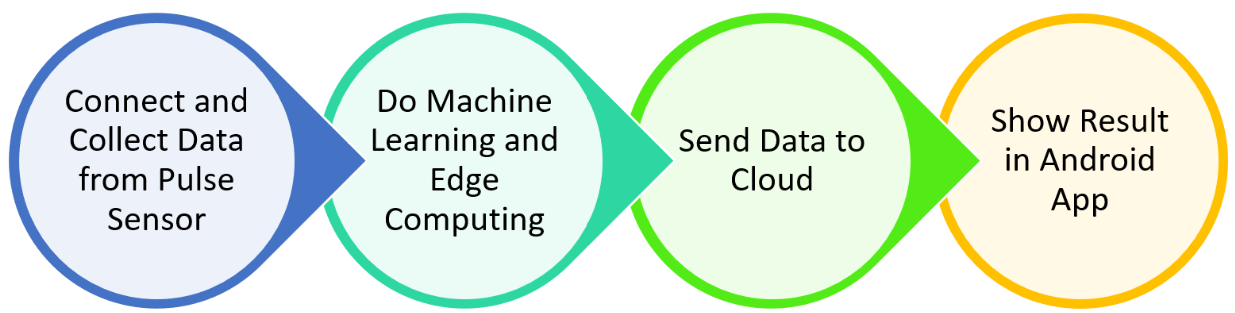 Connect and
Collect Data
from Pulse
Sensor
Do Machine
Learning and
Edge
Computing
Send Data to
Cloud
Show Result
in Android
App